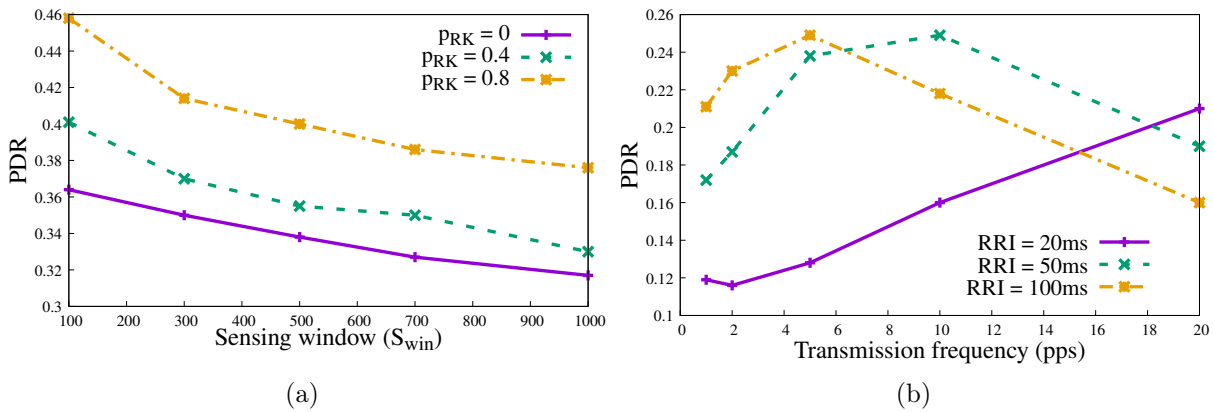 0.46
0.44
0.42
0.4
0.38
0.36
0.34
0.32
0.3
PDR
100 200 300 400 500 600 700 800 900 1000
Sensing window (Swin)
pRK = 0
pRK = 0.4
pRK = 0.8
(a)
0.26
0.24
0.22
0.2
0.18
0.16
0.14
0.12
0.1
PDR
0 2 4 6 8 10 12 14 16 18 20
Transmission frequency (pps)
RRI = 20ms
RRI = 50ms
RRI = 100ms
(b)